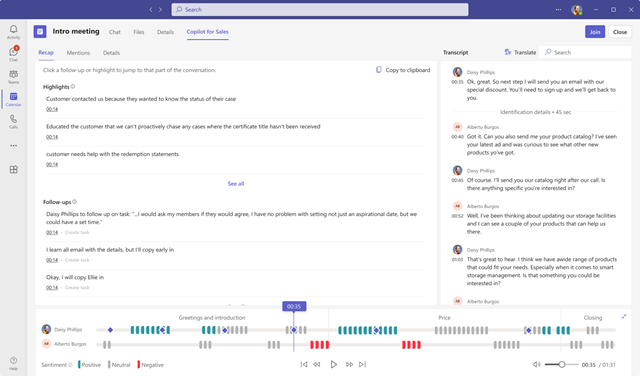 Search
Activity
Chat
Teams
Calendar
Calls
Help
Intro meeting
Chat
Files
Details
Copilot for Sales
Join
Close
Recap
Mentions
Details
Click a follow-up or highlight to jump to that part of the conversation.
Copy to clipboard
Highlights
Customer contacted us because they wanted to know the status of their case
00:14
Educated the customer that we can't proactively chase any cases where the certificate title hasn't been received
00:14
customer needs help with the redemption statements
00:14
See all
Follow-ups
Daisy Phillips to follow up on task: "...I would ask my members if they would agree, I have no problem with setting not just an aspirational date, but we
could have a set time."
00:14 • Create task
I learn all email with the details, but I'll copy early in
00:14 • Create task
Okay, I will copy Ellie in
00:14 • Create task
Transcript
Translate
Search
Daisy Phillips
00:35 Ok, great. So next step I will send you an email with our
special discount. You'll need to sign up and we'll get back to
you.
Identification details • 45 sec
AB Alberto Burgos
00:40 Got it. Can you also send me your product catalog? I've seen
your latest ad and was curious to see what other new
products yo've got.
Daisy Phillips
00:45 Of course. I'll send you our catalog right after our call. Is
there anything specific you're interested in?
AB Alberto Burgos
00:52 Well, I've been thinking about updating our storage facilities
and I can see a couple of your products that can help us
there.
Daisy Phillips
01:03 That's great to hear. I think we have awide range of products
that could fit your needs. Especially when it comes to smart
storage management. Is that something you could be
interested in?
AB Alberto Burgos
00:35
Greetings and introduction
Price
Closing
Daisy Phillips
AB Alberto Burgos
Sentiment
Positive
Neutral
Negative
00:35 / 01:31